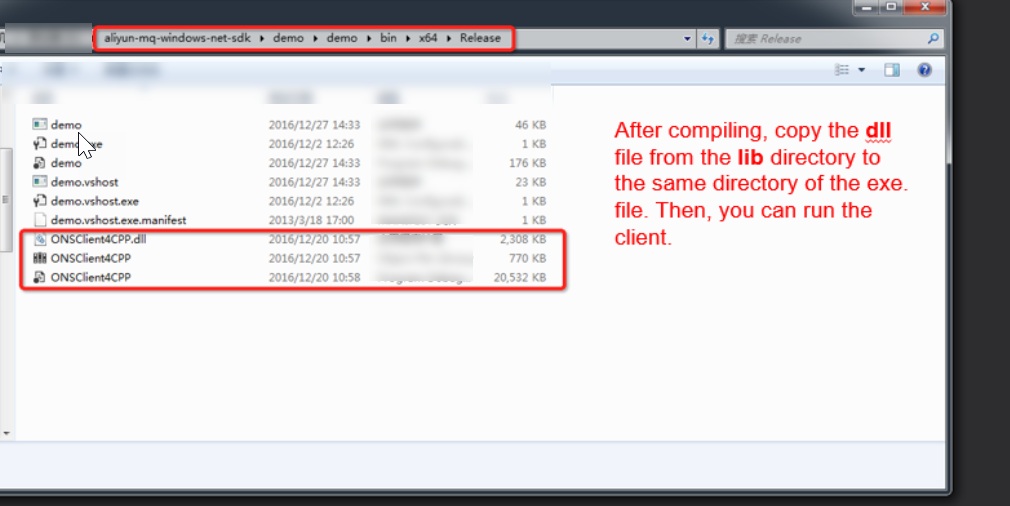 aliyun-mq-windows-net-sdk ▸ demo ▸ demo ▸ bin ▸ x64 ▸ Release
搜索 Release
demo 2016/12/27 14:33 46 KB
demo.exe 2016/12/2 12:26 1 KB
demo 2016/12/27 14:33 176 KB
demo.vshost 2016/12/27 14:33 23 KB
demo.vshost.exe 2016/12/2 12:26 1 KB
demo.vshost.exe.manifest 2013/3/18 17:00 1 KB
ONSClient4CPP.dll 2016/12/20 10:57 2,308 KB
ONSClient4CPP 2016/12/20 10:57 770 KB
ONSClient4CPP 2016/12/20 10:58 20,532 KB
After compiling, copy the dll
file from the lib directory to
the same directory of the exe.
file. Then, you can run the
client.